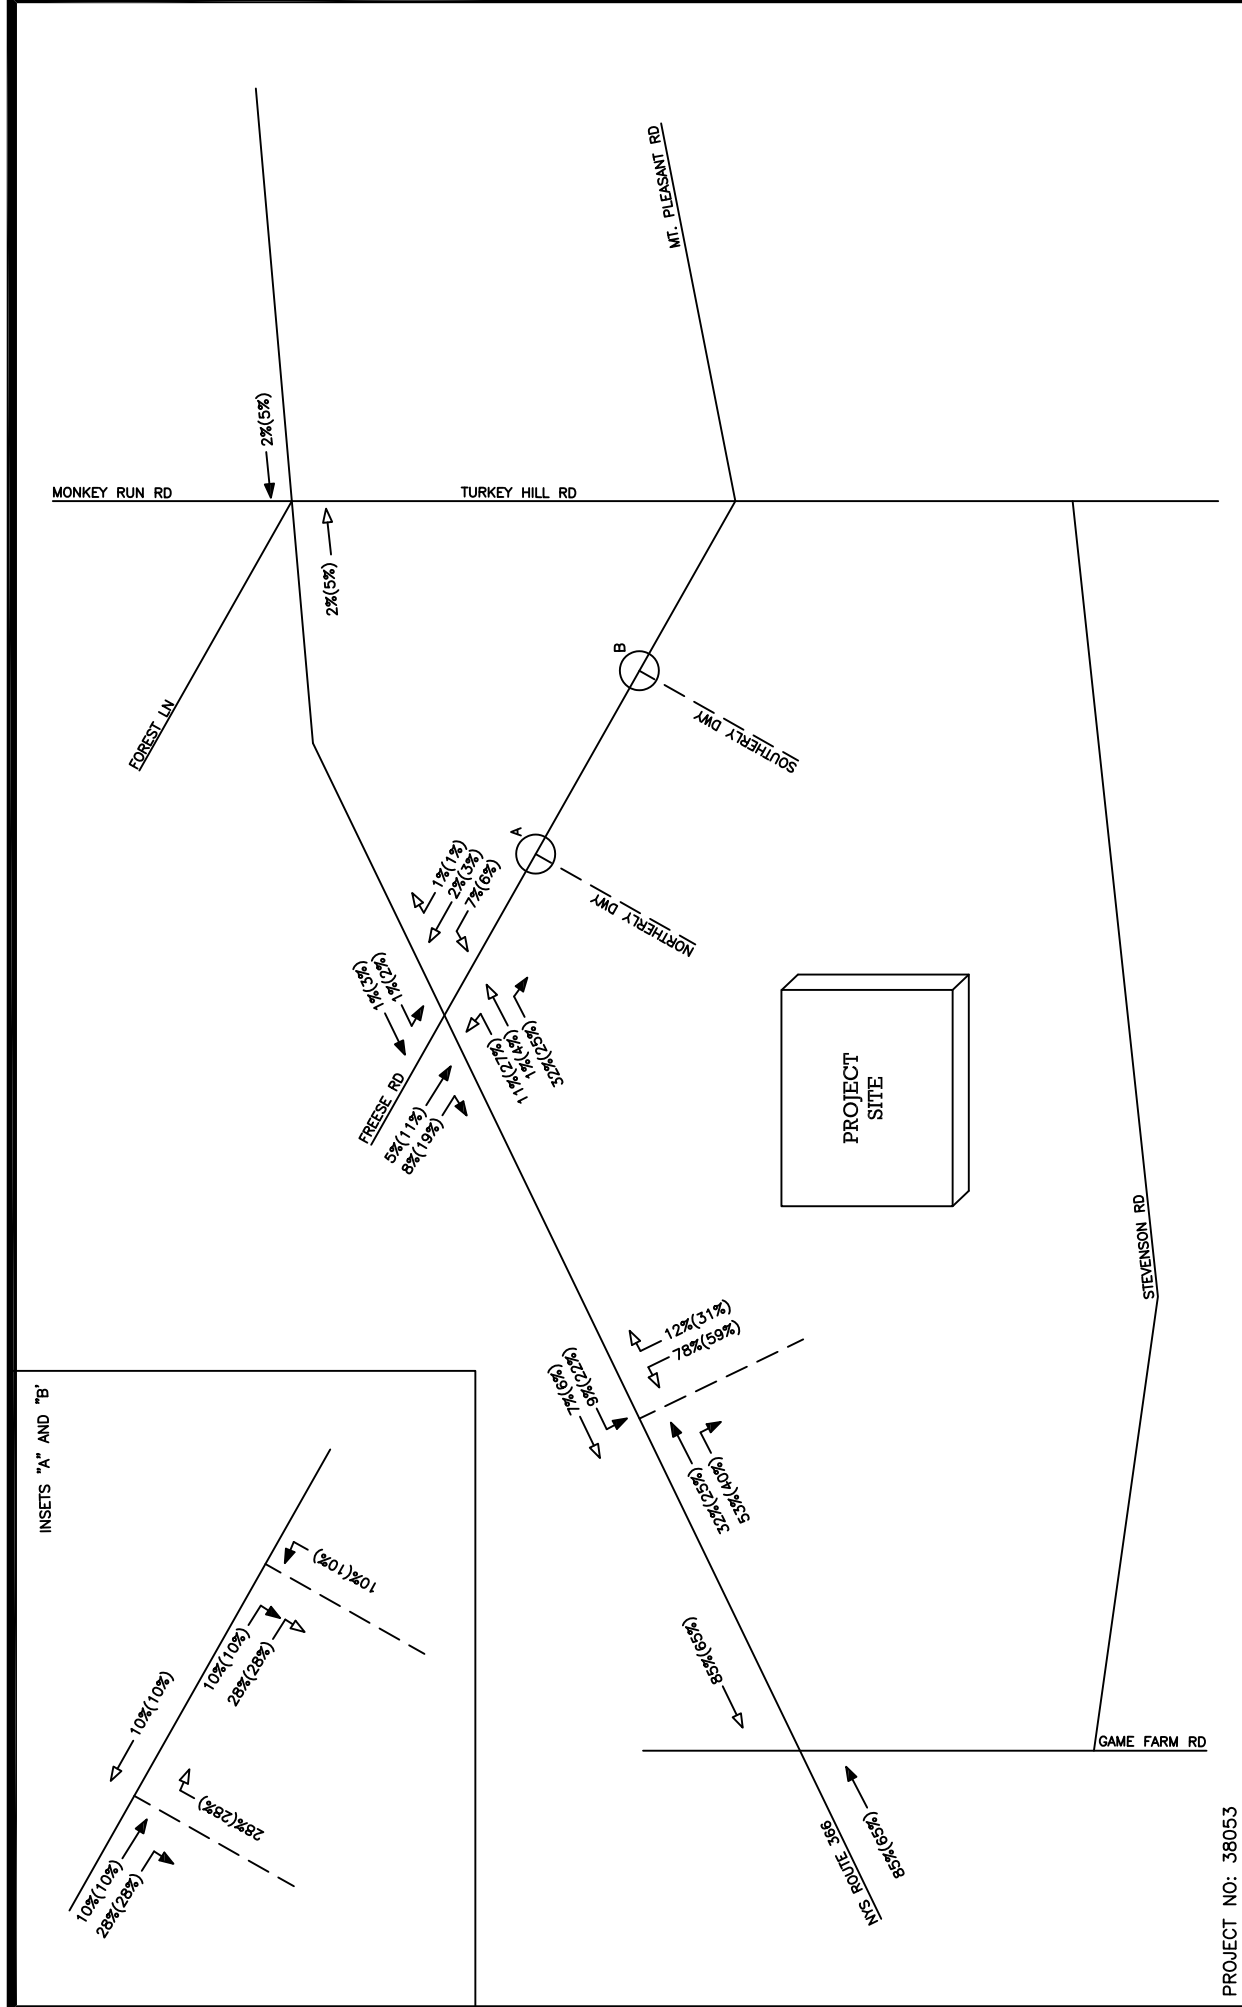 INSETS "A" AND "B"
10%(10%)
28%(28%)
28%(28%)
10%(10%)
10%(10%)
28%(28%)
10%(10%)
MONKEY RUN RD
TURKEY HILL RD
FOREST LN
2%(5%)
2%(5%)
MT. PLEASANT RD
FREESE RD
1%(3%)
1%(2%)
1%(1%)
2%(3%)
7%(6%)
5%(11%)
8%(19%)
11%(27%)
1%(4%)
32%(25%)
A
B
NORTHERLY DWY
SOUTHERLY DWY
7%(6%)
9%(22%)
12%(31%)
78%(59%)
32%(25%)
53%(40%)
PROJECT
SITE
85%(65%)
85%(65%)
NYS ROUTE 366
GAME FARM RD
STEVENSON RD
PROJECT NO: 38053